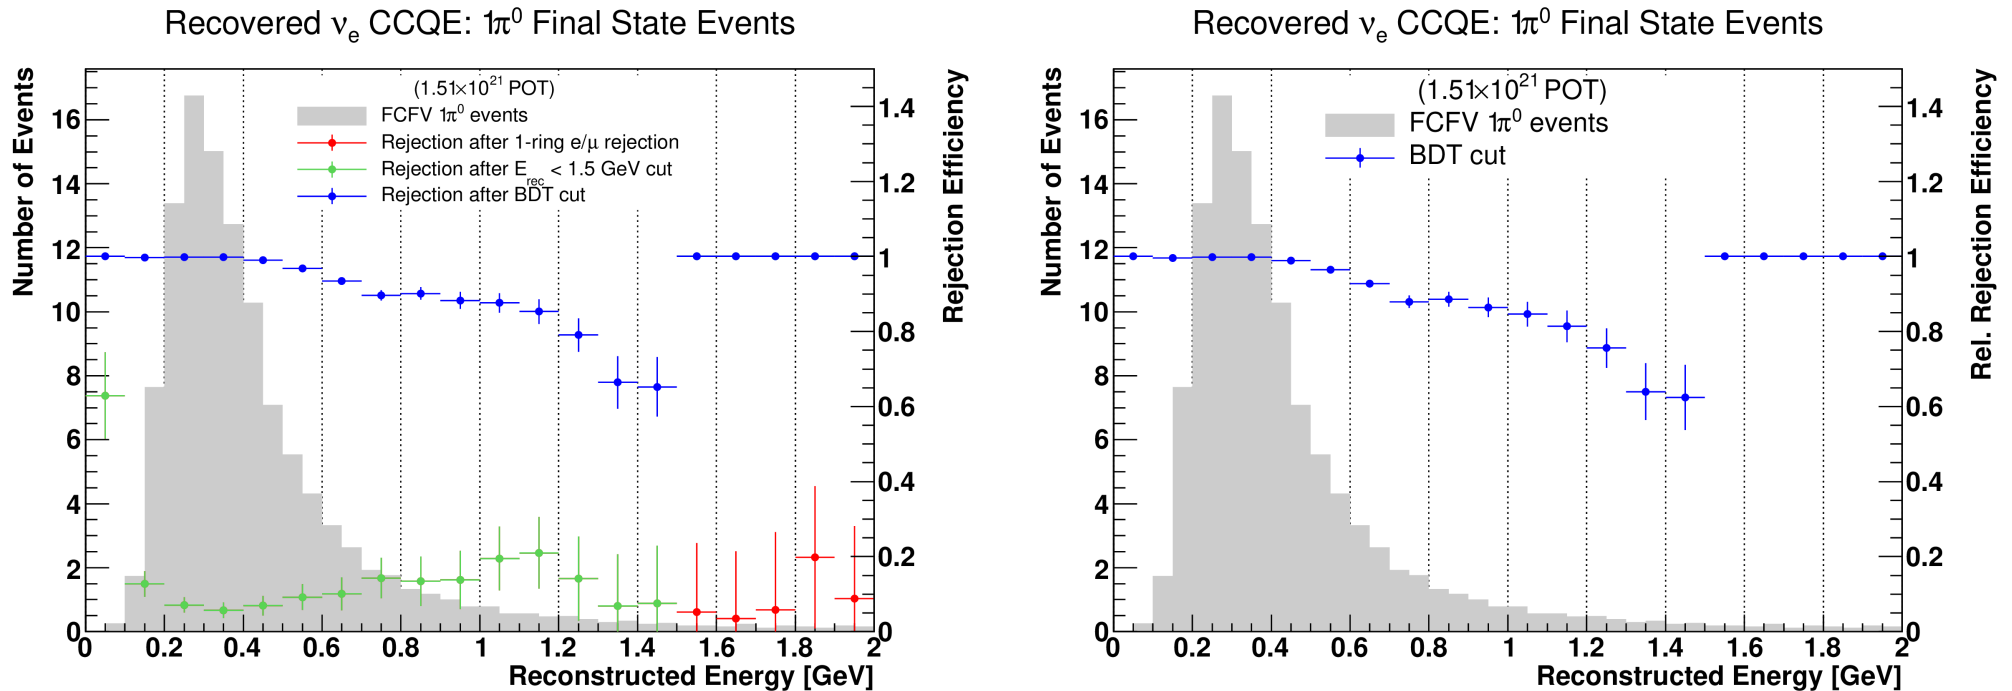 Recovered νe CCQE: 1π⁰ Final State Events
(1.51×10²¹ POT)
FCFV 1π⁰ events
Rejection after 1-ring e/μ rejection
Rejection after Erec < 1.5 GeV cut
Rejection after BDT cut
Number of Events
16
14
12
10
8
6
4
2
0
Rejection Efficiency
1.4
1.2
1
0.8
0.6
0.4
0.2
0
0 0.2 0.4 0.6 0.8 1 1.2 1.4 1.6 1.8 2
Reconstructed Energy [GeV]
Recovered νe CCQE: 1π⁰ Final State Events
(1.51×10²¹ POT)
FCFV 1π⁰ events
BDT cut
Number of Events
16
14
12
10
8
6
4
2
0
Rel. Rejection Efficiency
1.4
1.2
1
0.8
0.6
0.4
0.2
0
0 0.2 0.4 0.6 0.8 1 1.2 1.4 1.6 1.8 2
Reconstructed Energy [GeV]